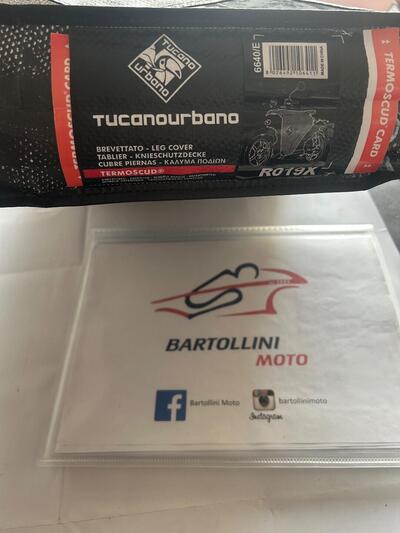 Tucano
urbano
6640/E
TUCANOURBANO
BREVETTATO - LEG COVER
TABLIER - KNIESCHUTZDECKE
CUBRE PIERNAS - ΚΑΛΥΜΑ ΠΟΔΙΩΝ
TERMOSCUD®
R019X
TERMOSCUD® CARD
TERMOSCUD® CARD
BARTOLLINI
MOTO
Bartollini Moto
bartollinimoto
Instagram